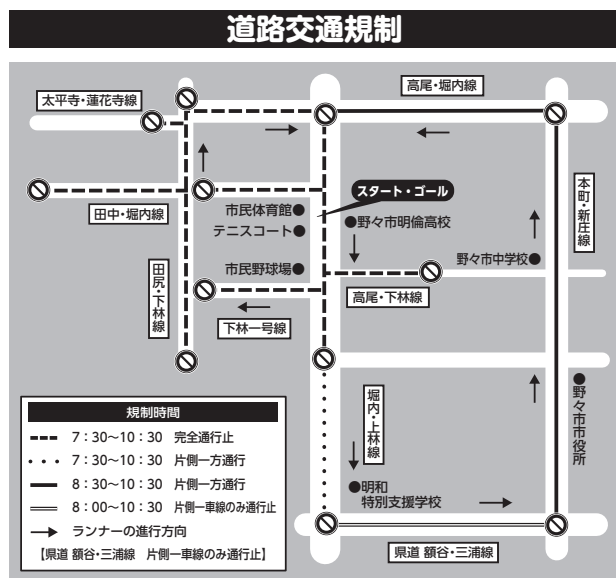 道路交通規制
太平寺・蓮花寺線
高尾・堀内線
田中・堀内線
市民体育館●
テニスコート●
スタート・ゴール
●野々市明倫高校
本町・新庄線
田尻・下林線
市民野球場●
野々市中学校●
高尾・下林線
下林一号線
堀内・上林線
●野々市市役所
●明和
特別支援学校
県道 額谷・三浦線
規制時間
7:30〜10:30 完全通行止
7:30〜10:30 片側一方通行
8:30〜10:30 片側一方通行
8:00〜10:30 片側一車線のみ通行止
→ ランナーの進行方向
【県道 額谷・三浦線 片側一車線のみ通行止】